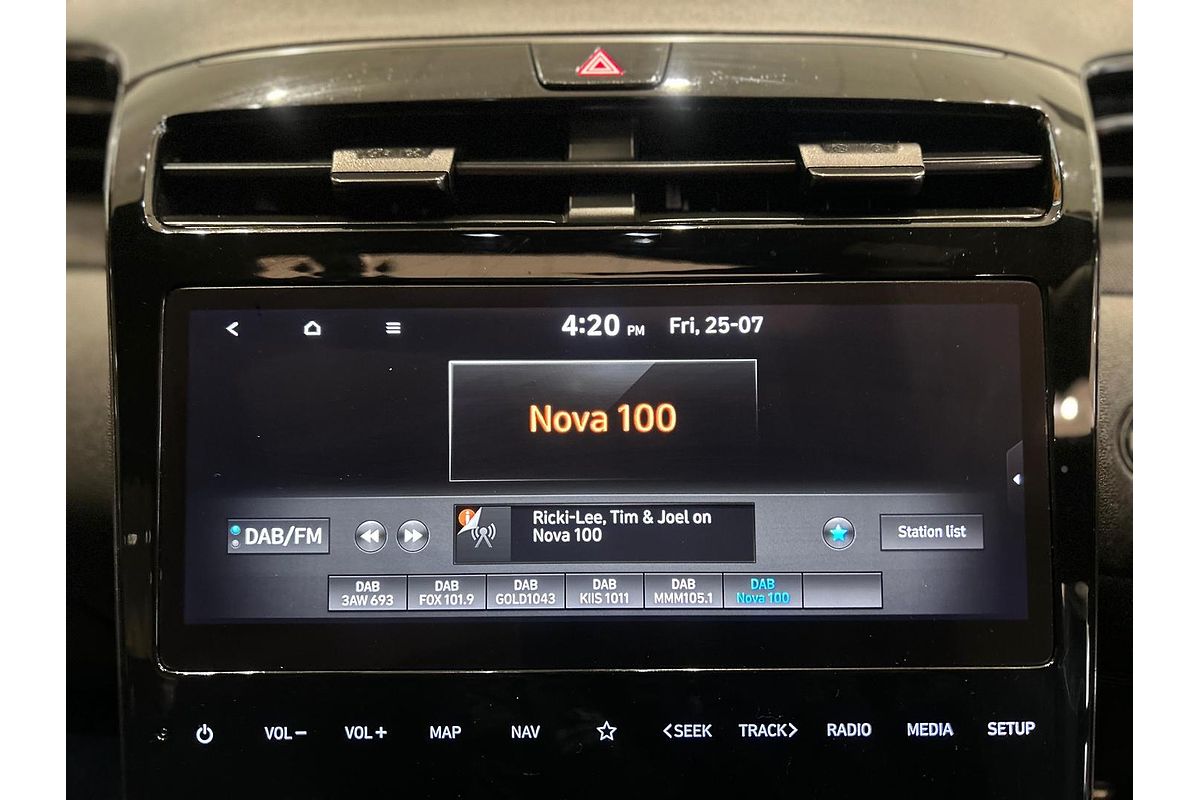 4:20 PM Fri, 25-07
Nova 100
DAB/FM
Ricki-Lee, Tim & Joel on
Nova 100
Station list
DAB
3AW 693
DAB
FOX 101.9
DAB
GOLD1043
DAB
KIIS 1011
DAB
MMM105.1
DAB
Nova 100
VOL− VOL+ MAP NAV <SEEK TRACK> RADIO MEDIA SETUP